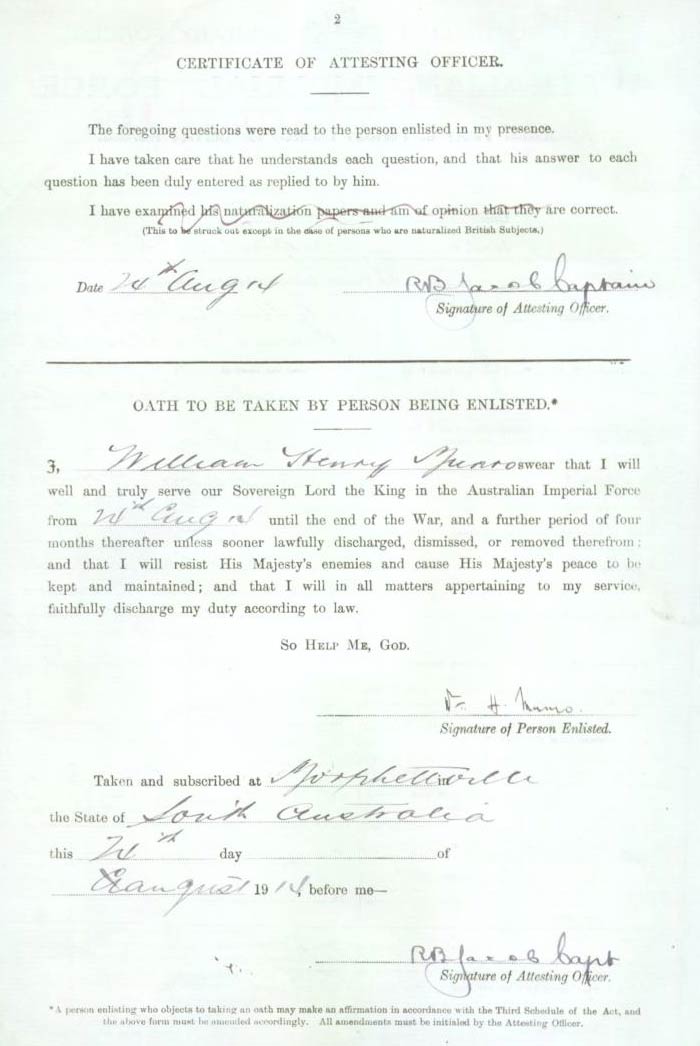 2
CERTIFICATE OF ATTESTING OFFICER.
The foregoing questions were read to the person enlisted in my presence.
I have taken care that he understands each question, and that his answer to each
question has been duly entered as replied to by him.
I have examined his naturalization papers and am of opinion that they are correct.
(This to be struck out except in the case of persons who are naturalized British Subjects.)
Date 24th Aug 14 RB Jacob Captain
Signature of Attesting Officer.
OATH TO BE TAKEN BY PERSON BEING ENLISTED.*
I, William Henry Munro swear that I will
well and truly serve our Sovereign Lord the King in the Australian Imperial Force
from 24th Aug 14 until the end of the War, and a further period of four
months thereafter unless sooner lawfully discharged, dismissed, or removed therefrom;
and that I will resist His Majesty's enemies and cause His Majesty's peace to be
kept and maintained; and that I will in all matters appertaining to my service,
faithfully discharge my duty according to law.
SO HELP ME, GOD.
H. Munro.
Signature of Person Enlisted.
Taken and subscribed at Morphettville in
the State of South Australia
this 24th day of
august 1914, before me—
RB Jacob Capt
Signature of Attesting Officer.
*A person enlisting who objects to taking an oath may make an affirmation in accordance with the Third Schedule of the Act, and
the above form must be amended accordingly. All amendments must be initialed by the Attesting Officer.